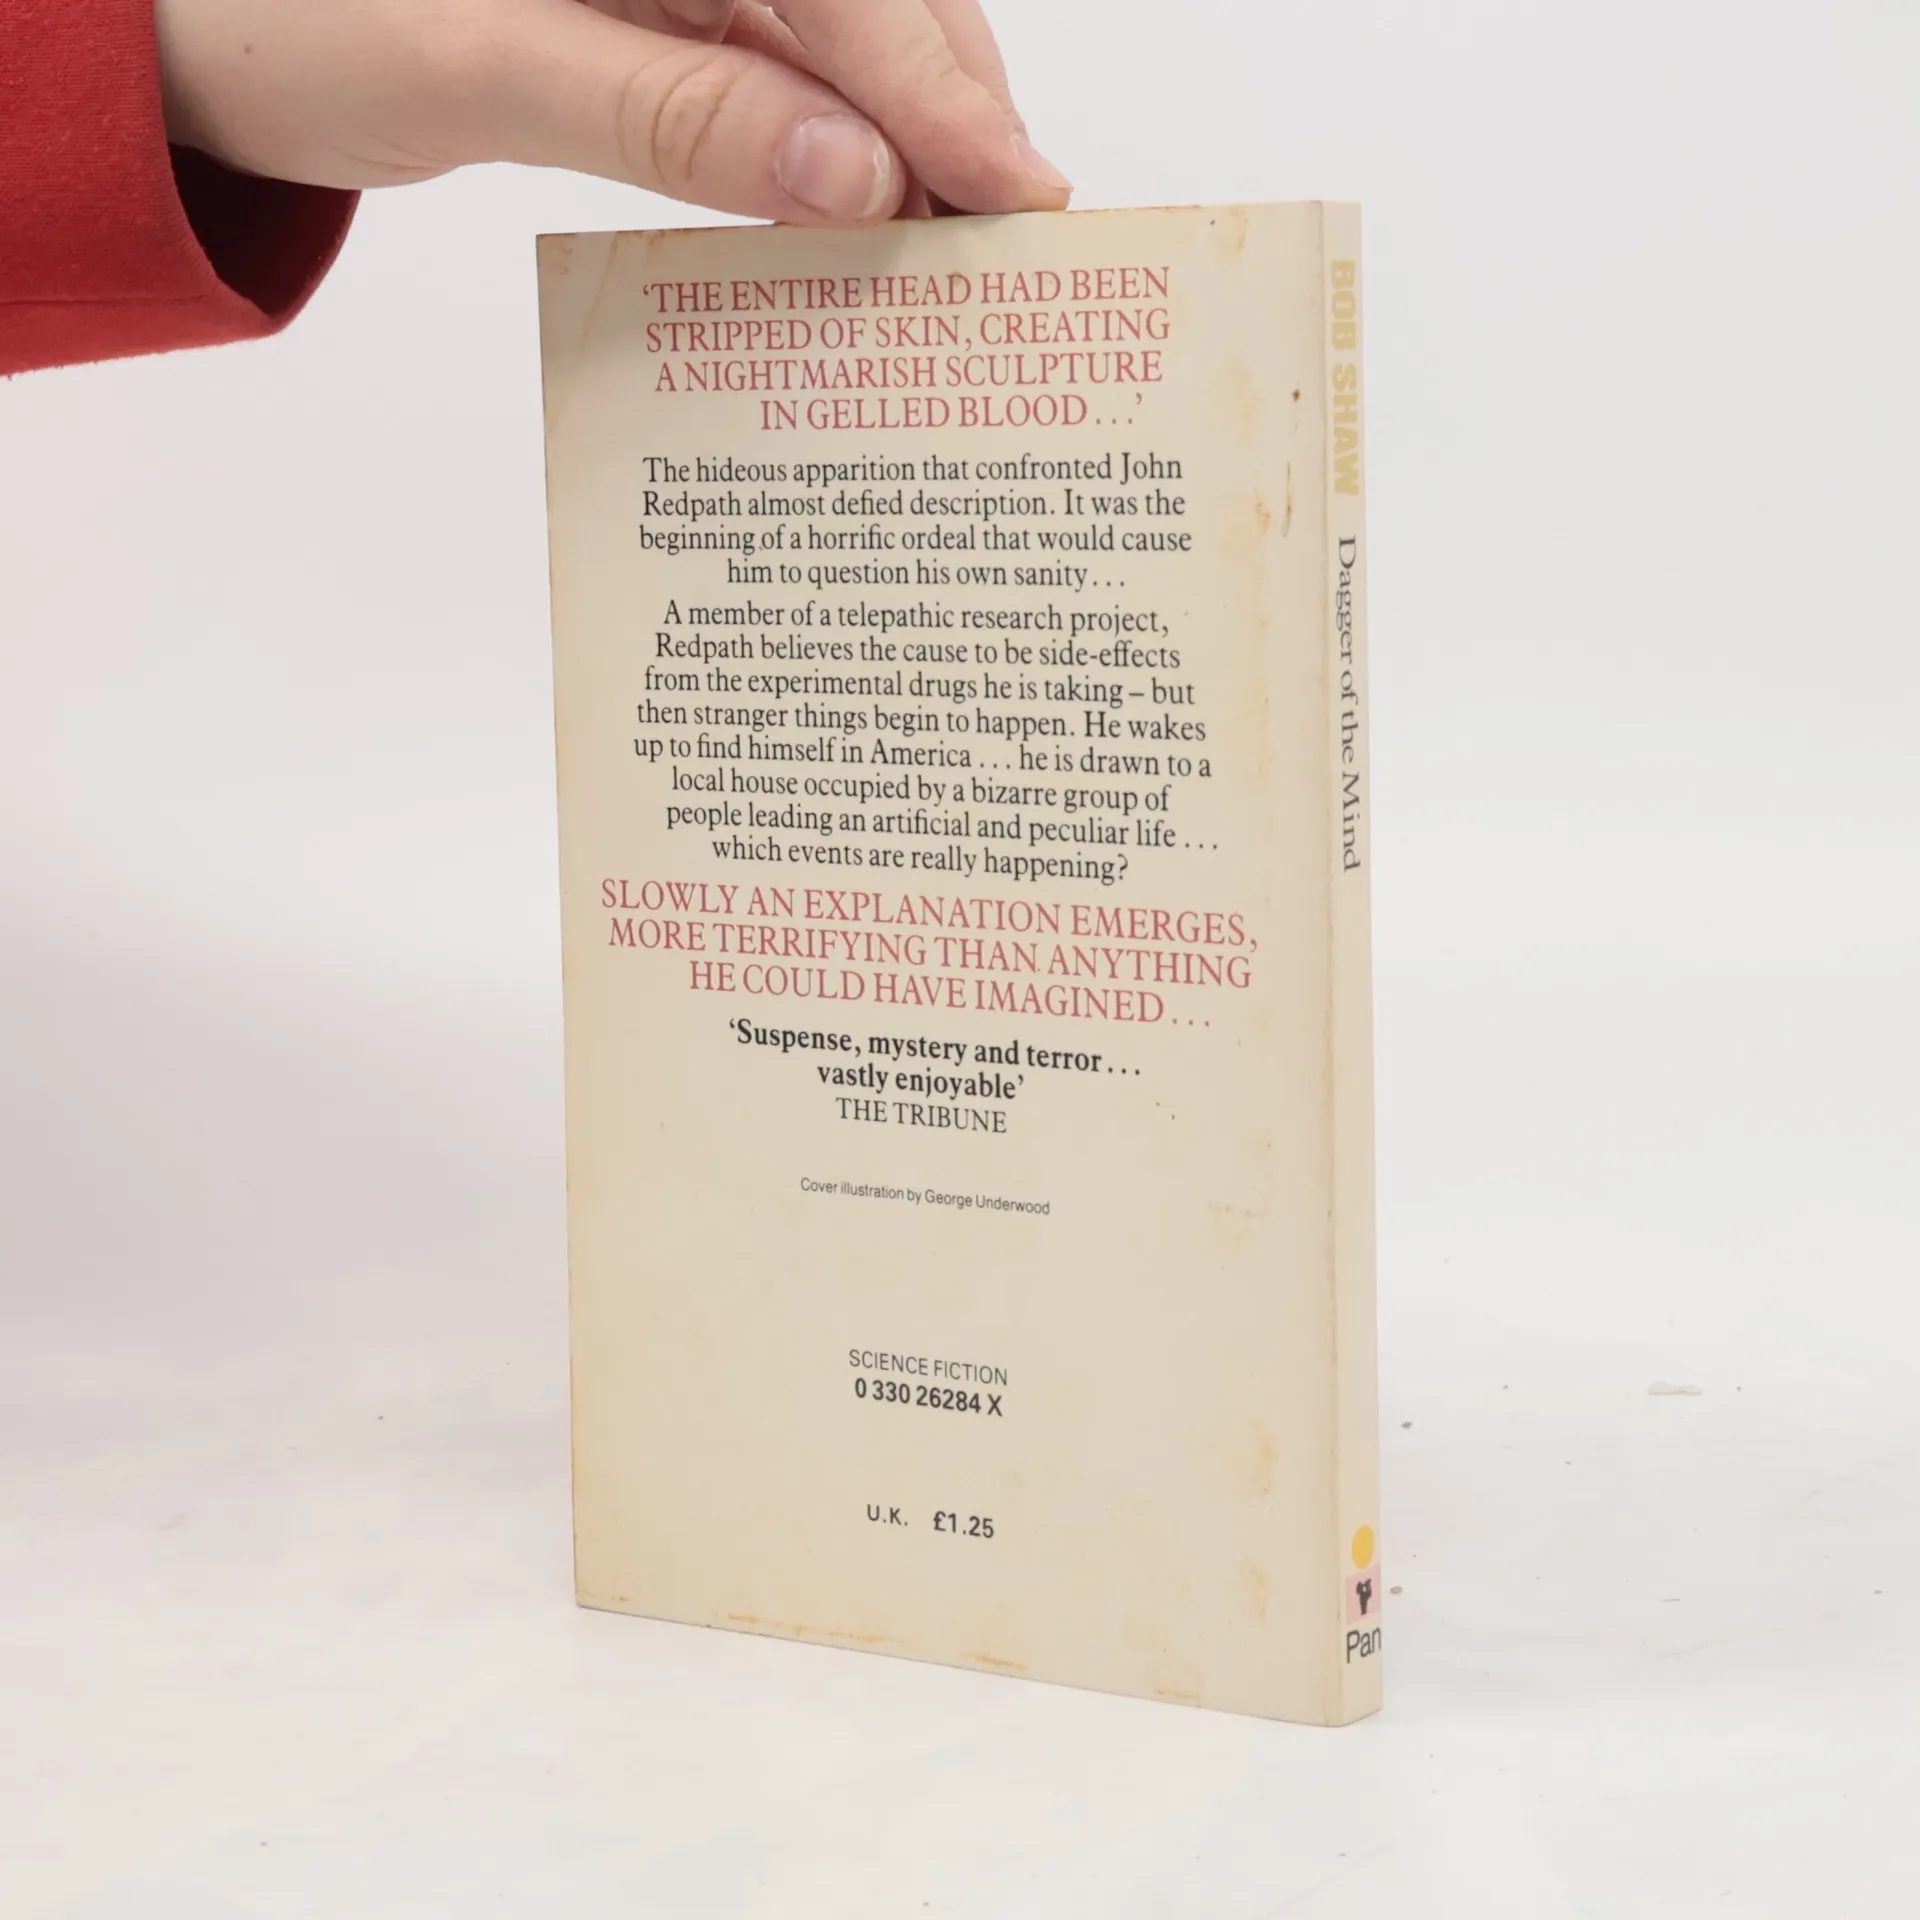 ‘THE ENTIRE HEAD HAD BEEN
STRIPPED OF SKIN, CREATING
A NIGHTMARISH SCULPTURE
IN GELLED BLOOD...’
The hideous apparition that confronted John
Redpath almost defied description. It was the
beginning of a horrific ordeal that would cause
him to question his own sanity...
A member of a telepathic research project,
Redpath believes the cause to be side-effects
from the experimental drugs he is taking – but
then stranger things begin to happen. He wakes
up to find himself in America ... he is drawn to a
local house occupied by a bizarre group of
people leading an artificial and peculiar life ...
which events are really happening?
SLOWLY AN EXPLANATION EMERGES,
MORE TERRIFYING THAN ANYTHING
HE COULD HAVE IMAGINED...
‘Suspense, mystery and terror...
vastly enjoyable’
THE TRIBUNE
Cover illustration by George Underwood
SCIENCE FICTION
0 330 26284 X
U.K. £1.25
BOB SHAW Dagger of the Mind
Pan